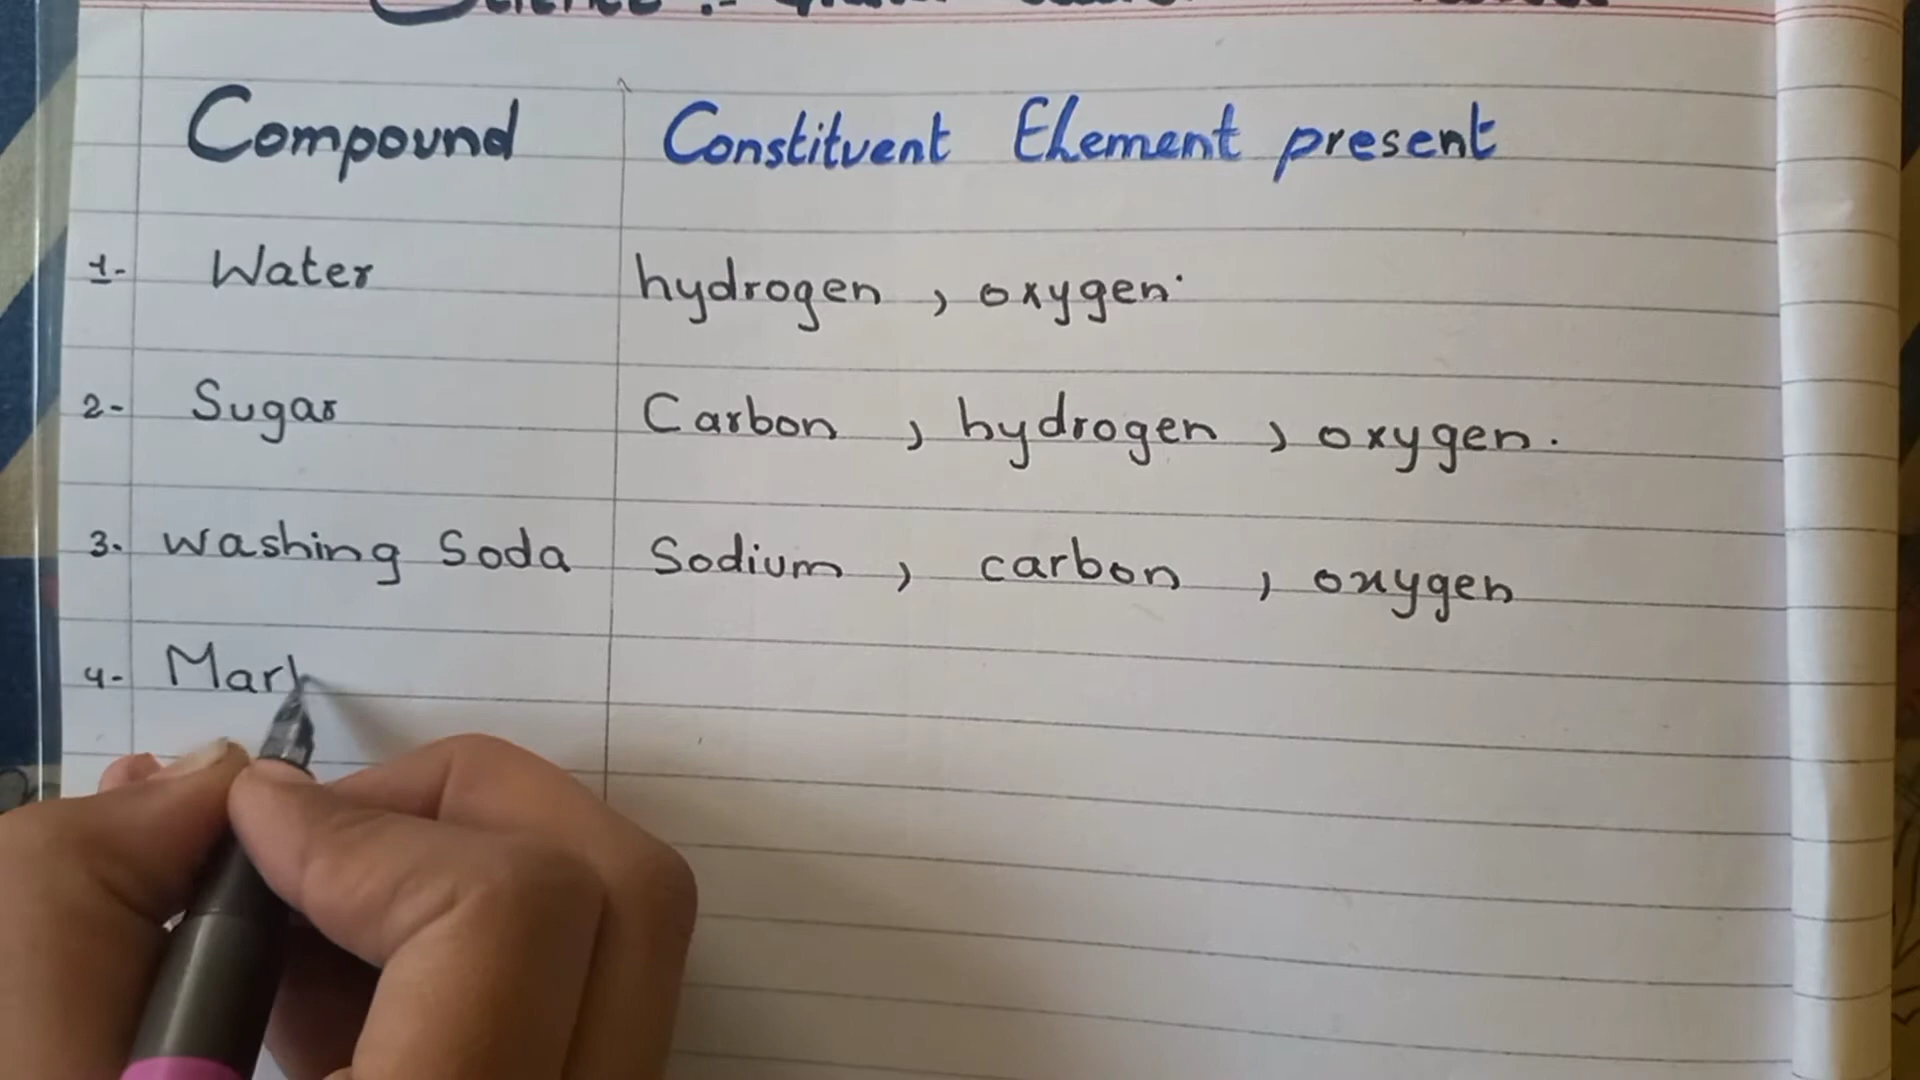 Science :-
Compound Constituent Element present
1- Water hydrogen , oxygen.
2- Sugar Carbon , hydrogen , oxygen.
3. Washing Soda Sodium , carbon , oxygen
4- Mar